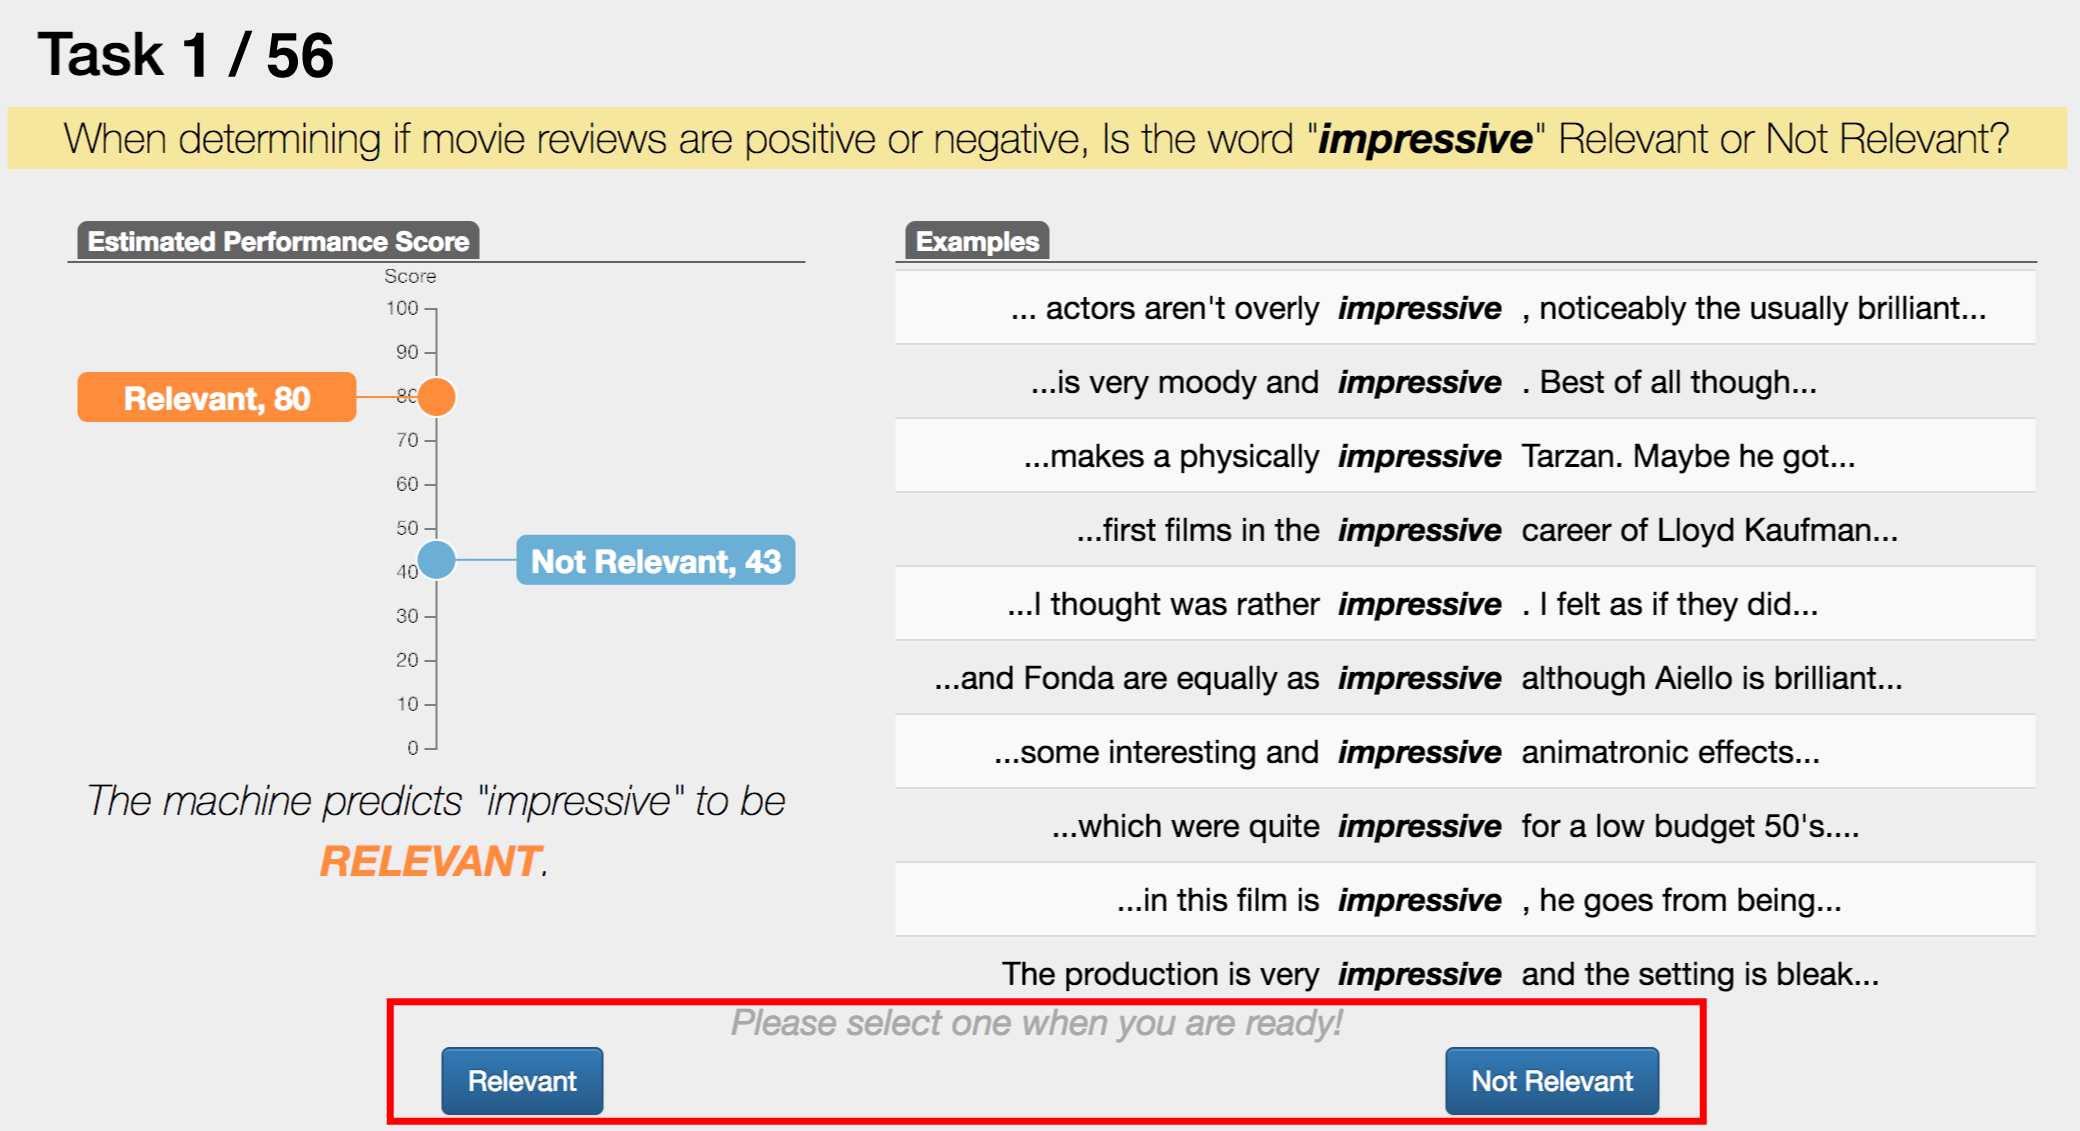 Task 1 / 56
When determining if movie reviews are positive or negative, Is the word "impressive" Relevant or Not Relevant?
Estimated Performance Score
Score
100
90
Relevant, 80
80
70
60
50
Not Relevant, 43
40
30
20
10
0
The machine predicts "impressive" to be
RELEVANT.
Examples
... actors aren't overly impressive , noticeably the usually brilliant...
...is very moody and impressive . Best of all though...
...makes a physically impressive Tarzan. Maybe he got...
...first films in the impressive career of Lloyd Kaufman...
...I thought was rather impressive . I felt as if they did...
...and Fonda are equally as impressive although Aiello is brilliant...
...some interesting and impressive animatronic effects...
...which were quite impressive for a low budget 50's....
...in this film is impressive , he goes from being...
The production is very impressive and the setting is bleak...
Please select one when you are ready!
Relevant
Not Relevant